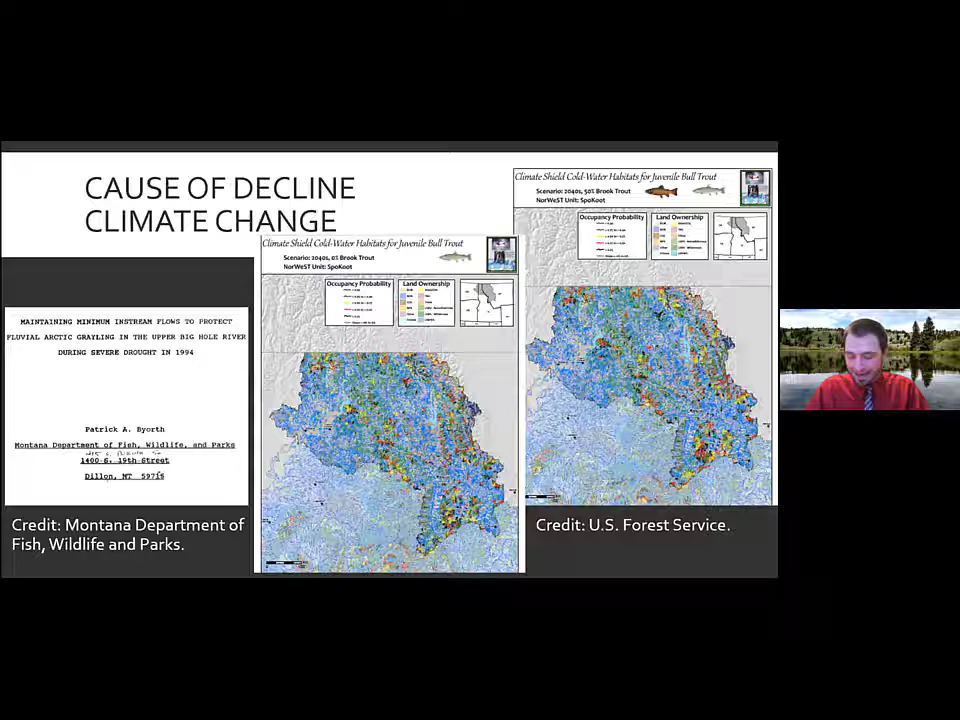 CAUSE OF DECLINE
CLIMATE CHANGE
MAINTAINING MINIMUM INSTREAM FLOWS TO PROTECT
FLUVIAL ARCTIC GRAYLING IN THE UPPER BIG HOLE RIVER
DURING SEVERE DROUGHT IN 1994
Patrick A. Byorth
Montana Department of Fish, Wildlife, and Parks
1400 S. 19th Street
Dillon, MT 59715
Credit: Montana Department of
Fish, Wildlife and Parks.
Climate Shield Cold-Water Habitats for Juvenile Bull Trout
Scenario: 2040s, 0% Brook Trout
NorWeST Unit: SpoKoot
Occupancy Probability
Land Ownership
Climate Shield Cold-Water Habitats for Juvenile Bull Trout
Scenario: 2040s, 50% Brook Trout
NorWeST Unit: SpoKoot
Occupancy Probability
Land Ownership
Credit: U.S. Forest Service.